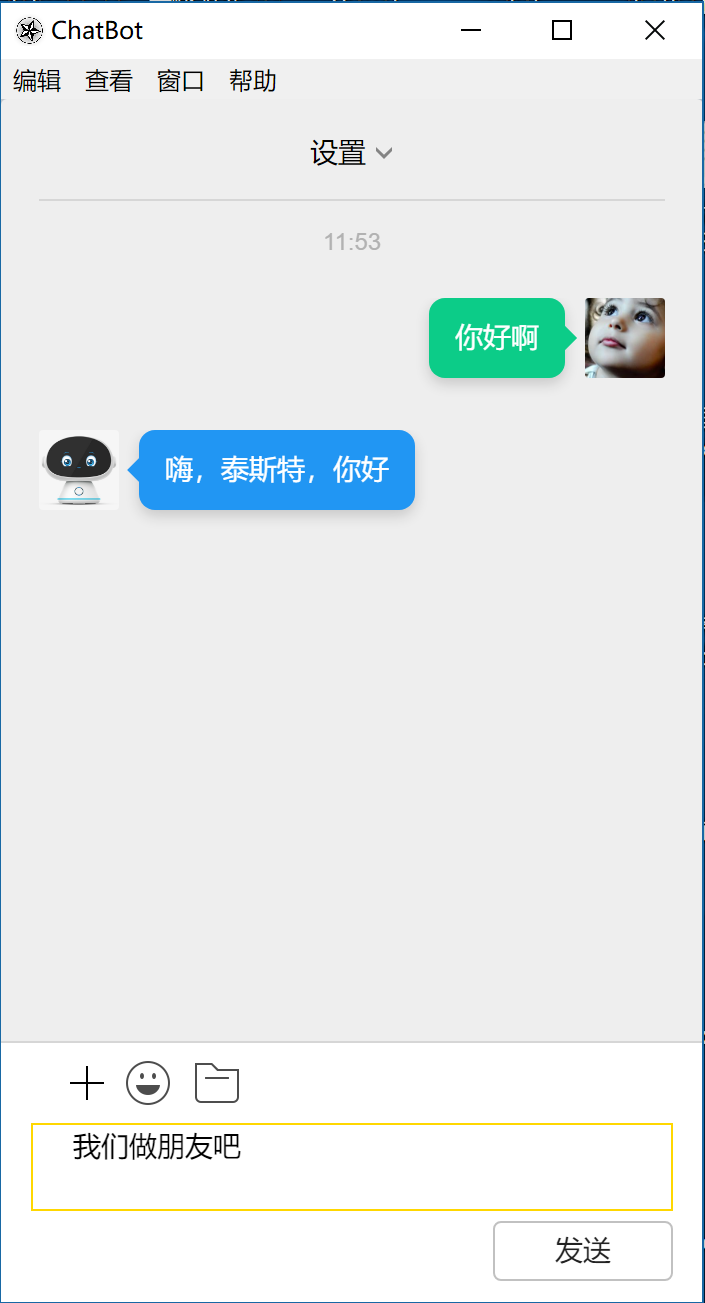 ChatBot
编辑 查看 窗口 帮助
设置
11:53
你好啊
嗨，泰斯特，你好
我们做朋友吧
发送